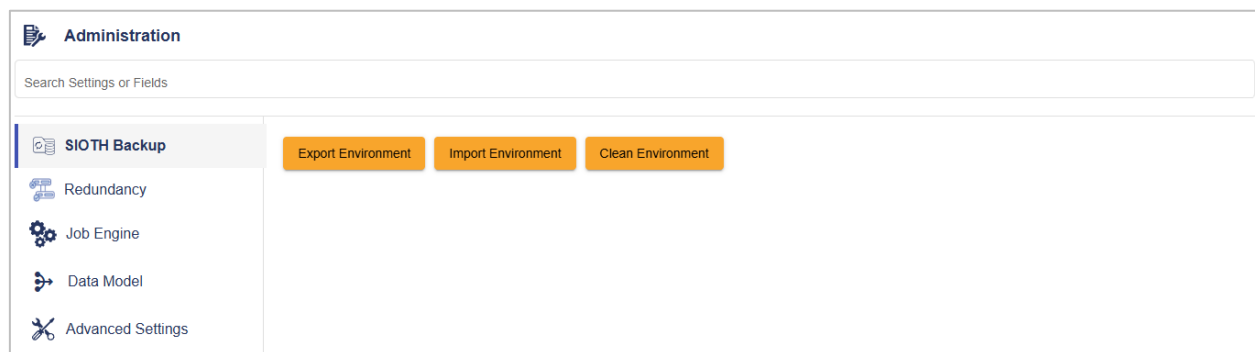 Administration
Search Settings or Fields
SIOTH Backup
Export Environment Import Environment Clean Environment
Redundancy
Job Engine
Data Model
Advanced Settings